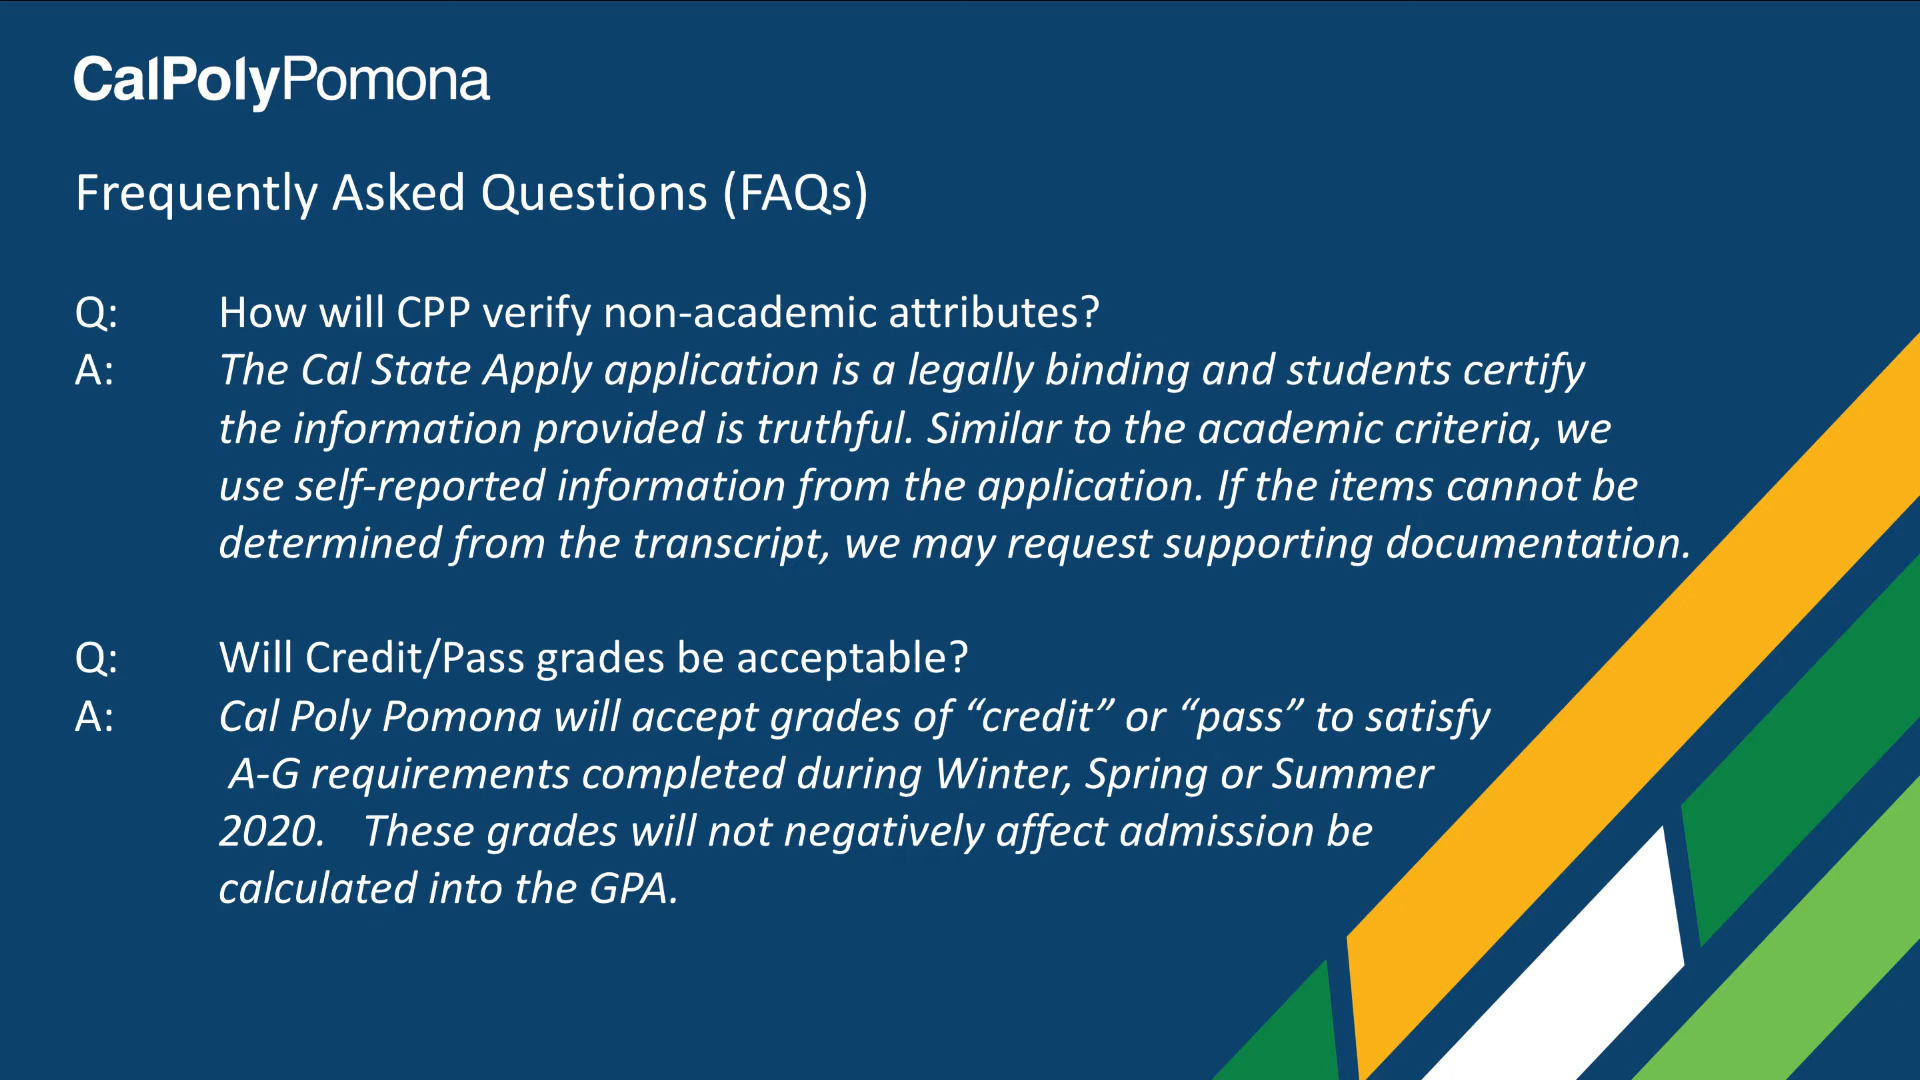 CalPolyPomona
Frequently Asked Questions (FAQs)
Q: How will CPP verify non-academic attributes?
A: The Cal State Apply application is a legally binding and students certify
the information provided is truthful. Similar to the academic criteria, we
use self-reported information from the application. If the items cannot be
determined from the transcript, we may request supporting documentation.
Q: Will Credit/Pass grades be acceptable?
A: Cal Poly Pomona will accept grades of “credit” or “pass” to satisfy
A-G requirements completed during Winter, Spring or Summer
2020. These grades will not negatively affect admission be
calculated into the GPA.